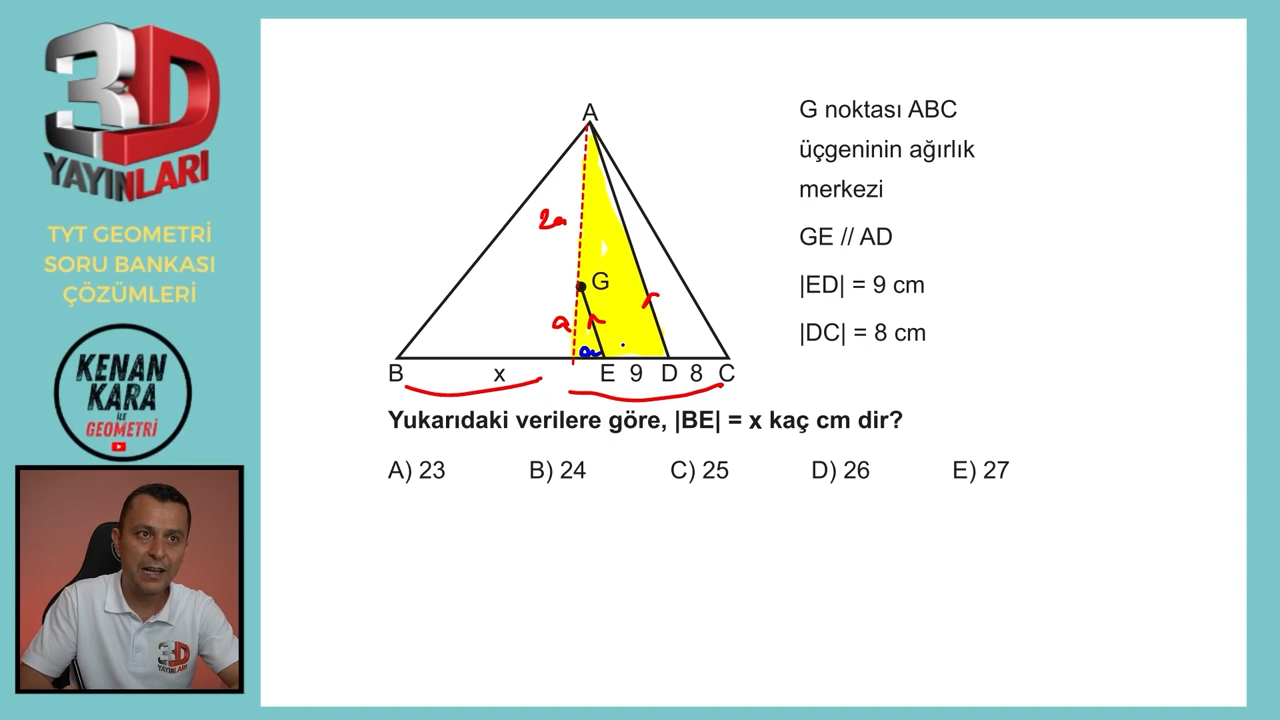 3D
YAYINLARI
TYT GEOMETRİ
SORU BANKASI
ÇÖZÜMLERİ
KENAN
KARA
İLE
GEOMETRİ
3D
YAYINLARI
A
2a
G
a
B x E 9 D 8 C
G noktası ABC
üçgeninin ağırlık
merkezi
GE // AD
|ED| = 9 cm
|DC| = 8 cm
Yukarıdaki verilere göre, |BE| = x kaç cm dir?
A) 23 B) 24 C) 25 D) 26 E) 27